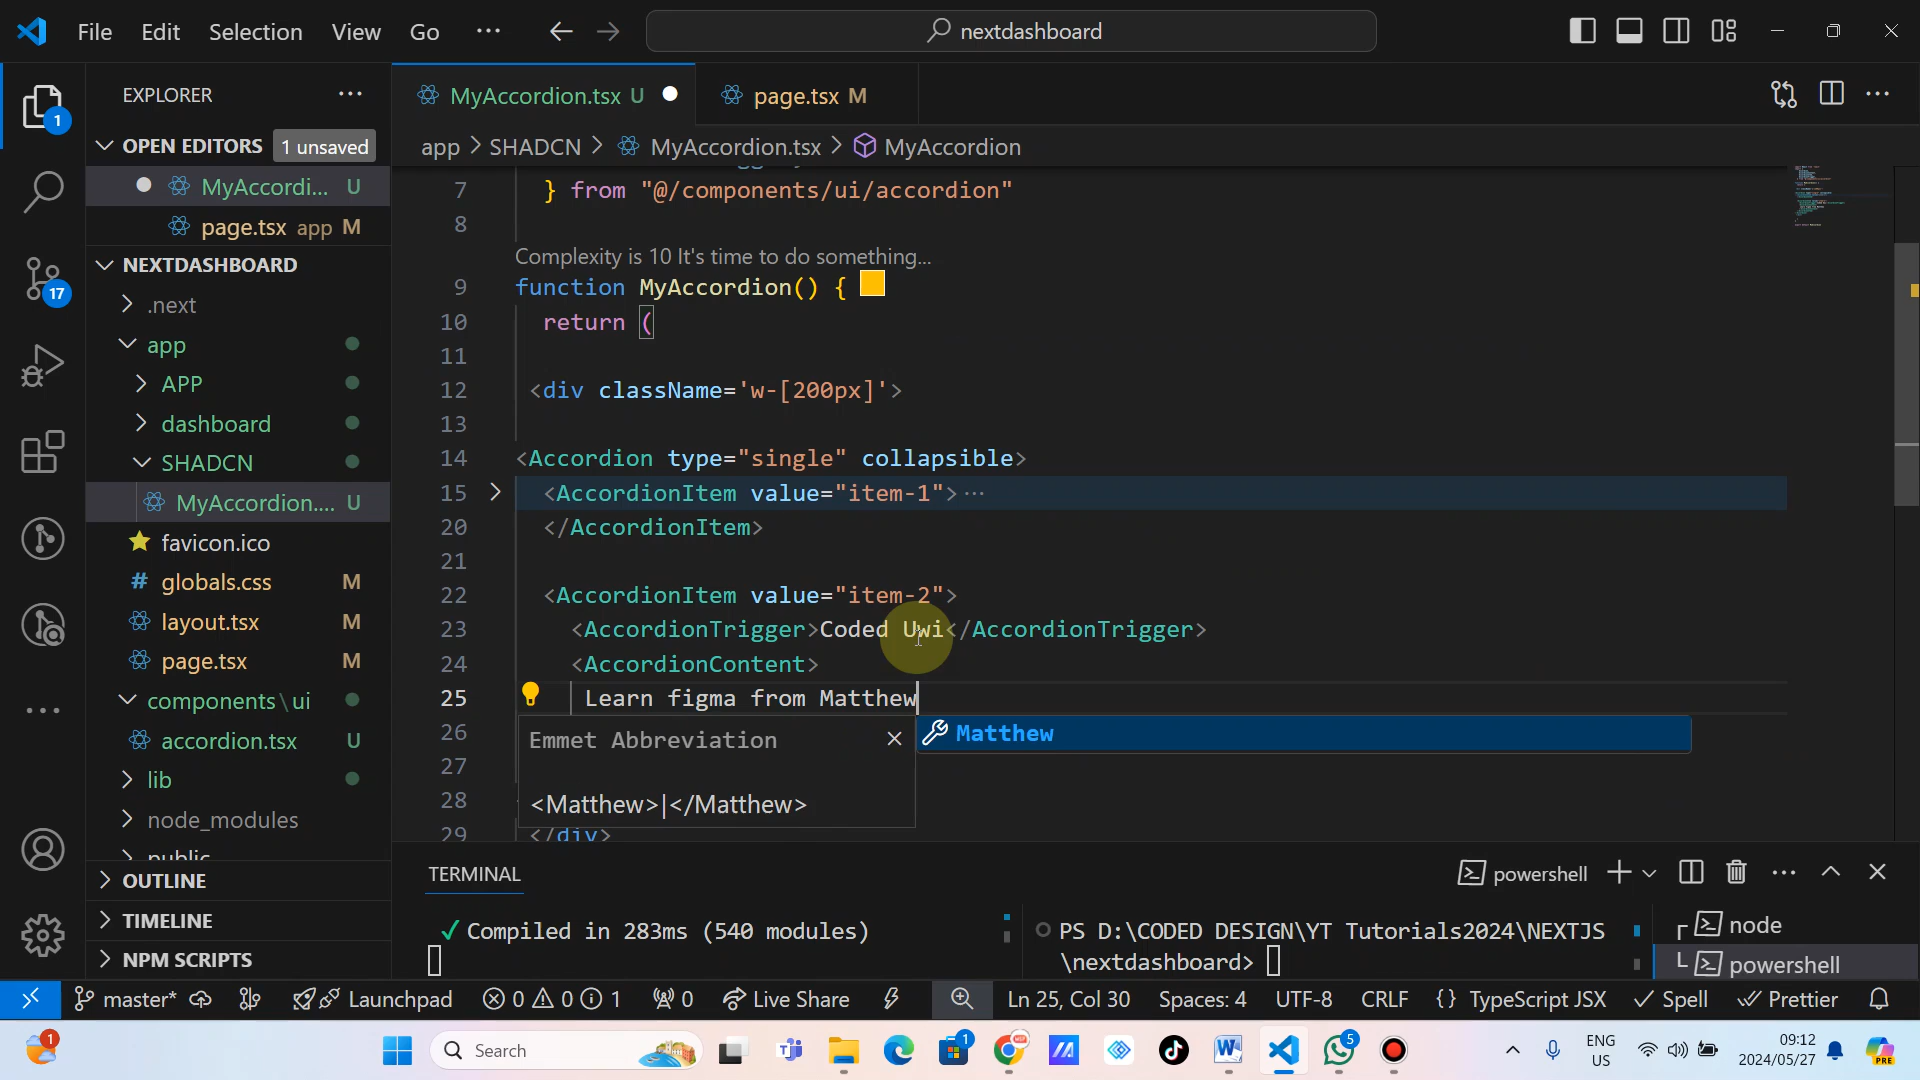 File Edit Selection View Go ··· nextdashboard
EXPLORER ···
OPEN EDITORS 1 unsaved
MyAccordi... U
page.tsx app M
NEXTDASHBOARD
.next
app
APP
dashboard
SHADCN
MyAccordion.... U
favicon.ico
# globals.css M
layout.tsx M
page.tsx M
components\ui
accordion.tsx U
lib
node_modules
public
OUTLINE
TIMELINE
NPM SCRIPTS
1
17
MyAccordion.tsx U
page.tsx M
app > SHADCN > MyAccordion.tsx > MyAccordion
7 } from "@/components/ui/accordion"
8
Complexity is 10 It's time to do something...
9 function MyAccordion() {
10 return (
11
12 <div className='w-[200px]'>
13
14 <Accordion type="single" collapsible>
15 <AccordionItem value="item-1">···
20 </AccordionItem>
21
22 <AccordionItem value="item-2">
23 <AccordionTrigger>Coded Uwi</AccordionTrigger>
24 <AccordionContent>
25 Learn figma from Matthew
26
27
28
29 </div>
Emmet Abbreviation
<Matthew>|</Matthew>
Matthew
TERMINAL
powershell
✓ Compiled in 283ms (540 modules)
PS D:\CODED DESIGN\YT Tutorials2024\NEXTJS
\nextdashboard>
node
powershell
master* Launchpad 0 0 1 0 Live Share Ln 25, Col 30 Spaces: 4 UTF-8 CRLF {} TypeScript JSX Spell Prettier
1
Search
1
5
ENG
US
09:12
2024/05/27
PRE